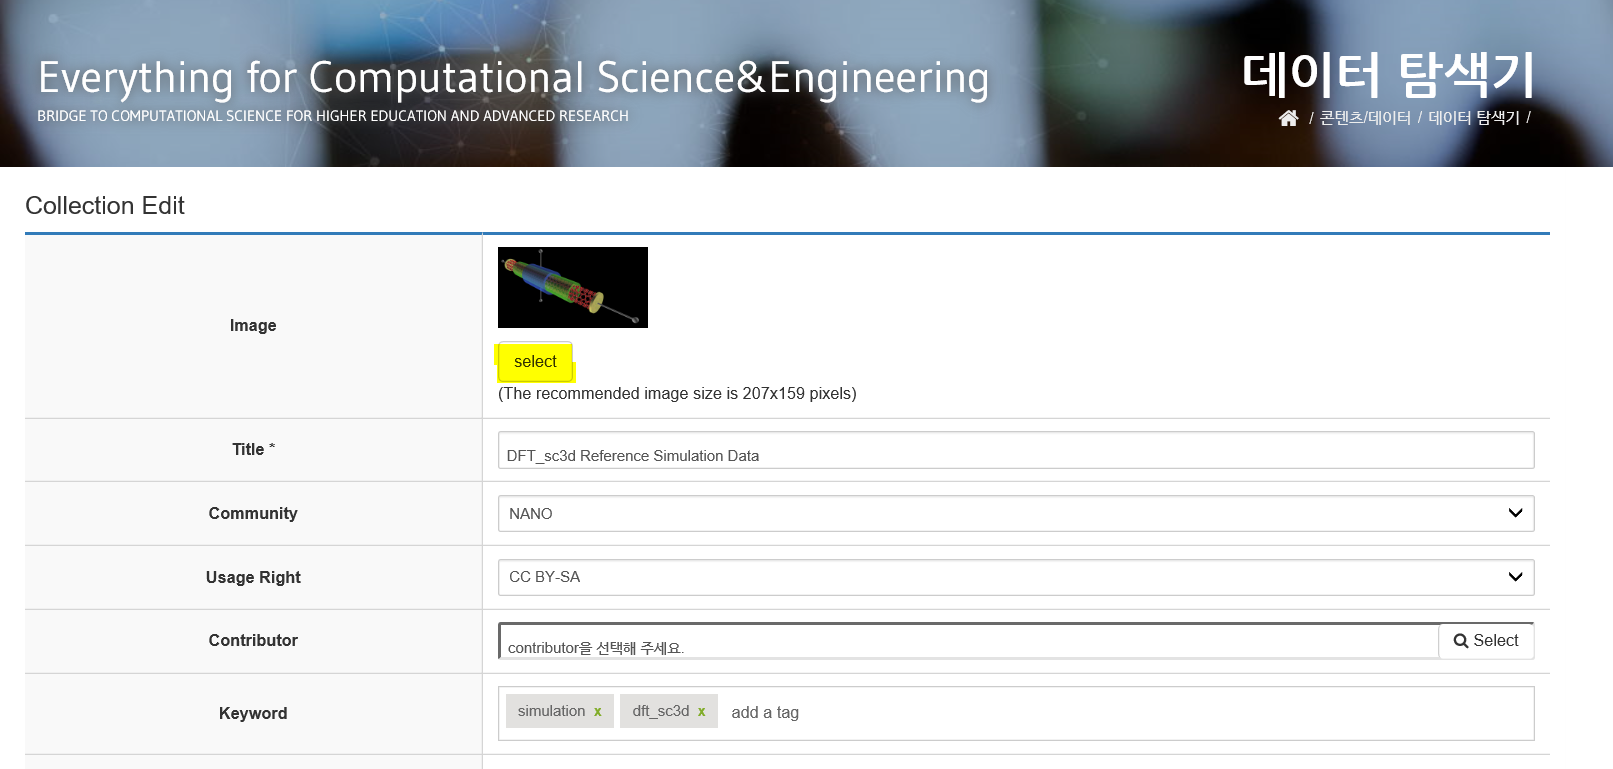 Everything for Computational Science&Engineering
BRIDGE TO COMPUTATIONAL SCIENCE FOR HIGHER EDUCATION AND ADVANCED RESEARCH
데이터 탐색기
/ 콘텐츠/데이터 / 데이터 탐색기 /
Collection Edit
Image
select
(The recommended image size is 207x159 pixels)
Title *
DFT_sc3d Reference Simulation Data
Community
NANO
Usage Right
CC BY-SA
Contributor
contributor을 선택해 주세요.
Select
Keyword
simulation x dft_sc3d x add a tag